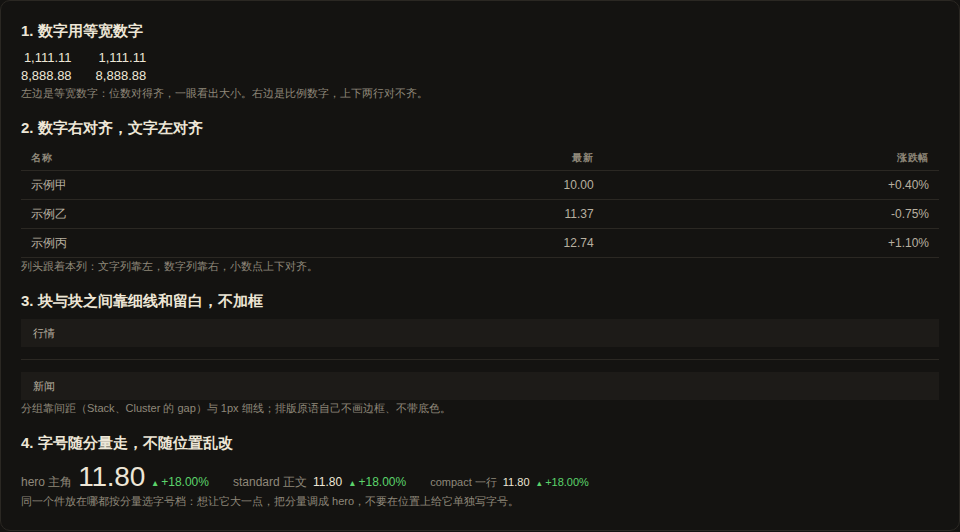 1. 数字用等宽数字
1,111.11 1,111.11
8,888.88 8,888.88
左边是等宽数字：位数对得齐，一眼看出大小。右边是比例数字，上下两行对不齐。
2. 数字右对齐，文字左对齐
名称 最新 涨跌幅
示例甲 10.00 +0.40%
示例乙 11.37 -0.75%
示例丙 12.74 +1.10%
列头跟着本列：文字列靠左，数字列靠右，小数点上下对齐。
3. 块与块之间靠细线和留白，不加框
行情
新闻
分组靠间距（Stack、Cluster 的 gap）与 1px 细线；排版原语自己不画边框、不带底色。
4. 字号随分量走，不随位置乱改
hero 主角 11.80 ▲ +18.00% standard 正文 11.80 ▲ +18.00% compact 一行 11.80 ▲ +18.00%
同一个件放在哪都按分量选字号档：想让它大一点，把分量调成 hero，不要在位置上给它单独写字号。